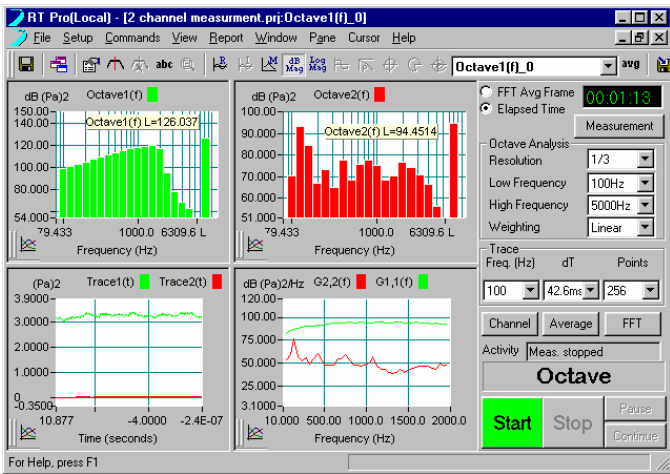 RT Pro(Local) - [2 channel measurment.prj:Octave1(f)_0]
File Setup Commands View Report Window Pane Cursor Help
abc dB Mag Log Mag Octave1(f)_0 avg
dB (Pa)2 Octave1(f)
150.00
140.00
Octave1(f) L=126.037
120.00
100.00
80.000
54.000
79.433 1000.0 6309.6 L
Frequency (Hz)
dB (Pa)2 Octave2(f)
100.000
90.000
Octave2(f) L=94.4514
80.000
70.000
60.000
51.000
79.433 1000.0 6309.6 L
Frequency (Hz)
(Pa)2 Trace1(t) Trace2(t)
3.9000
3.0000
2.0000
1.0000
0
-0.3500
10.877 -4.0000 -2.4E-07
Time (seconds)
dB (Pa)2/Hz G2,2(f) G1,1(f)
120.00
100.00
75.000
50.000
25.000
3.1000
10.000 500.00 1000.0 1500.0 2000.0
Frequency (Hz)
FFT Avg Frame
Elapsed Time
00:01:13
Measurement
Octave Analysis
Resolution 1/3
Low Frequency 100Hz
High Frequency 5000Hz
Weighting Linear
Trace
Freq. (Hz) dT Points
100 42.6ms 256
Channel Average FFT
Activity Meas. stopped
Octave
Start Stop Pause
Continue
For Help, press F1